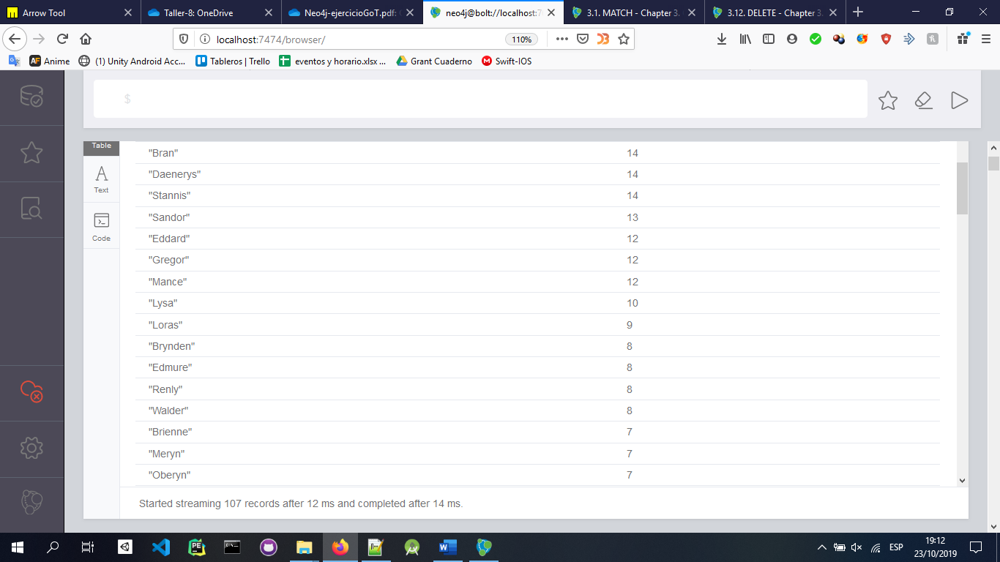 Arrow Tool
Taller-8: OneDrive
Neo4j-ejercicioGoT.pdf:
neo4j@bolt://localhost:7
3.1. MATCH - Chapter 3.
3.12. DELETE - Chapter 3.
localhost:7474/browser/
110%
Anime
(1) Unity Android Acc...
Tableros | Trello
eventos y horario.xlsx ...
Grant Cuaderno
Swift-IOS
$
Table
Text
Code
"Bran" 14
"Daenerys" 14
"Stannis" 14
"Sandor" 13
"Eddard" 12
"Gregor" 12
"Mance" 12
"Lysa" 10
"Loras" 9
"Brynden" 8
"Edmure" 8
"Renly" 8
"Walder" 8
"Brienne" 7
"Meryn" 7
"Oberyn" 7
Started streaming 107 records after 12 ms and completed after 14 ms.
ESP
19:12
23/10/2019